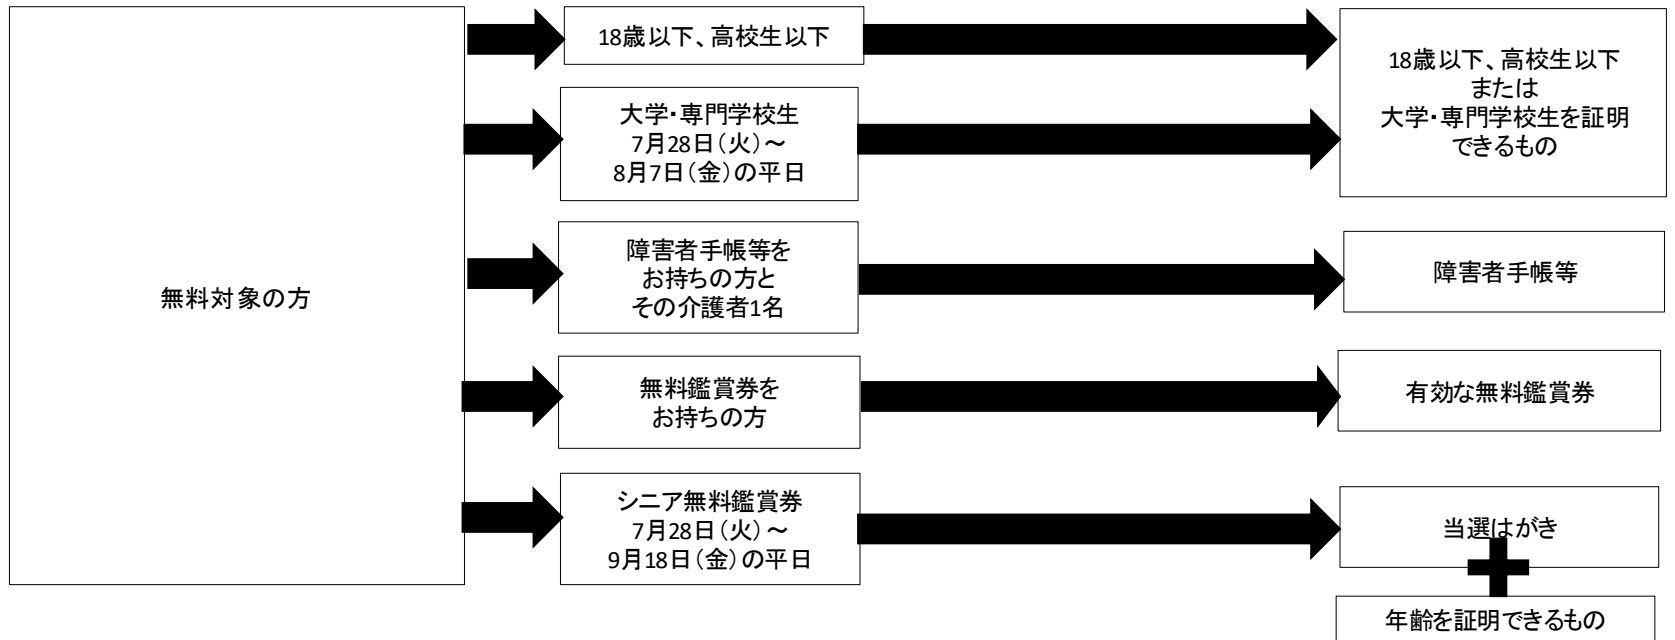 無料対象の方
18歳以下、高校生以下
大学・専門学校生
7月28日（火）～
8月7日（金）の平日
18歳以下、高校生以下
または
大学・専門学校生を証明
できるもの
障害者手帳等を
お持ちの方と
その介護者1名
障害者手帳等
無料鑑賞券を
お持ちの方
有効な無料鑑賞券
シニア無料鑑賞券
7月28日（火）～
9月18日（金）の平日
当選はがき
年齢を証明できるもの